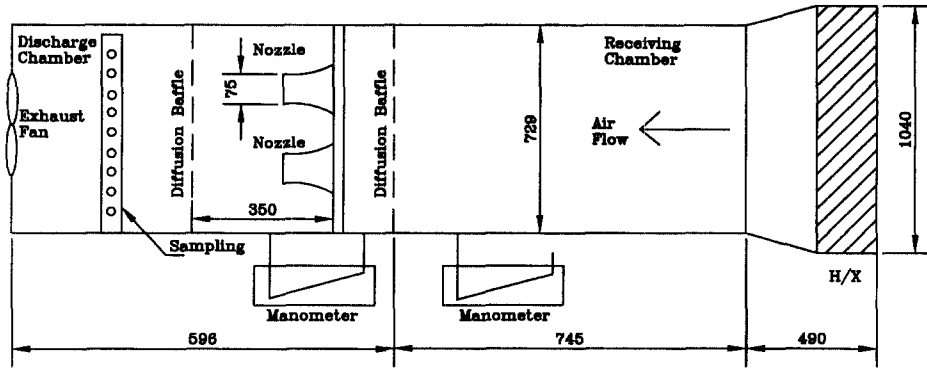 Discharge
Chamber
Exhaust
Fan
Sampling
Diffusion Baffle
Nozzle
75
Nozzle
350
Manometer
Diffusion Baffle
Manometer
729
Receiving
Chamber
Air
Flow
1040
H/X
596
745
490